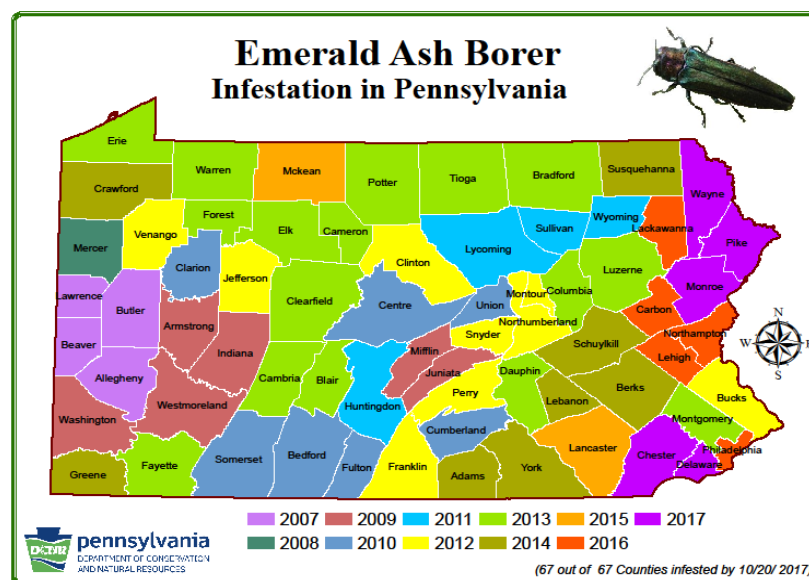 Emerald Ash Borer
Infestation in Pennsylvania
Erie
Warren
Mckean
Potter
Tioga
Bradford
Susquehanna
Wayne
Crawford
Forest
Elk
Cameron
Venango
Mercer
Clarion
Jefferson
Clinton
Lycoming
Sullivan
Wyoming
Lackawanna
Pike
Luzerne
Monroe
Columbia
Montour
Union
Centre
Clearfield
Lawrence
Butler
Armstrong
Indiana
Beaver
Allegheny
Northumberland
Snyder
Mifflin
Juniata
Carbon
Northampton
Lehigh
Schuylkill
Cambria
Blair
Huntingdon
Perry
Dauphin
Lebanon
Berks
Bucks
Montgomery
Washington
Westmoreland
Cumberland
Greene
Fayette
Somerset
Bedford
Fulton
Franklin
Adams
York
Lancaster
Chester
Delaware
Philadelphia
N
W
E
S
2007
2009
2011
2013
2015
2017
2008
2010
2012
2014
2016
DCNR
pennsylvania
DEPARTMENT OF CONSERVATION
AND NATURAL RESOURCES
(67 out of 67 Counties infested by 10/20/ 2017)